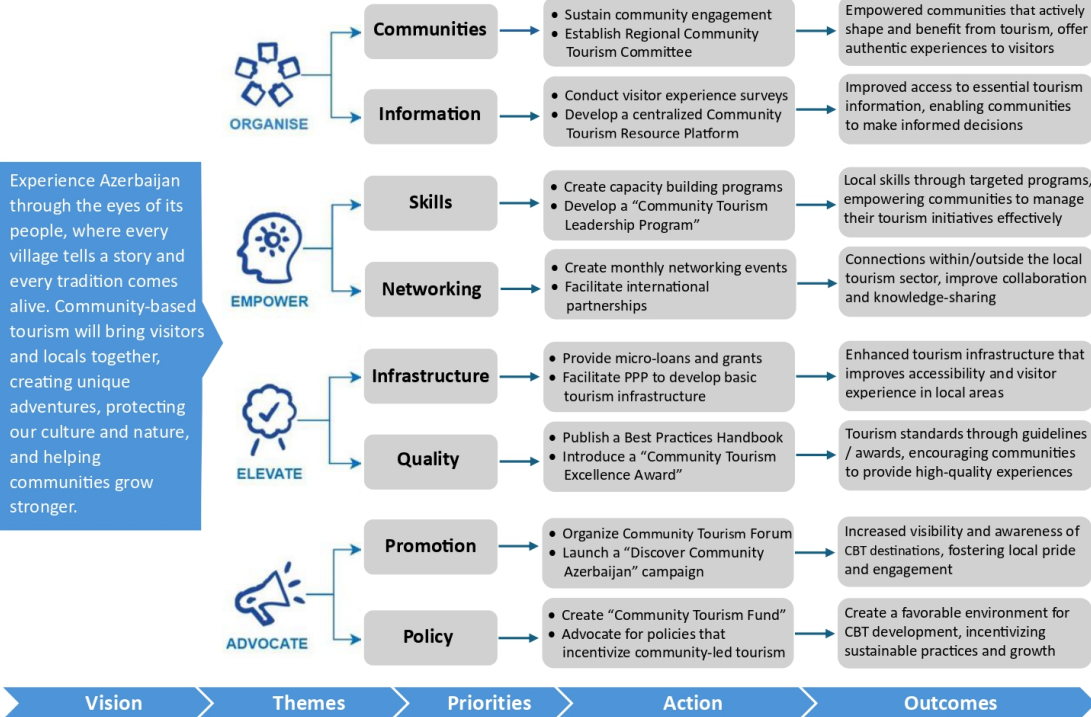 Experience Azerbaijan
through the eyes of its
people, where every
village tells a story and
every tradition comes
alive. Community-based
tourism will bring visitors
and locals together,
creating unique
adventures, protecting
our culture and nature,
and helping
communities grow
stronger.
ORGANISE
Communities
• Sustain community engagement
• Establish Regional Community
Tourism Committee
Empowered communities that actively
shape and benefit from tourism, offer
authentic experiences to visitors
Information
• Conduct visitor experience surveys
• Develop a centralized Community
Tourism Resource Platform
Improved access to essential tourism
information, enabling communities
to make informed decisions
EMPOWER
Skills
• Create capacity building programs
• Develop a “Community Tourism
Leadership Program”
Local skills through targeted programs,
empowering communities to manage
their tourism initiatives effectively
Networking
• Create monthly networking events
• Facilitate international
partnerships
Connections within/outside the local
tourism sector, improve collaboration
and knowledge-sharing
ELEVATE
Infrastructure
• Provide micro-loans and grants
• Facilitate PPP to develop basic
tourism infrastructure
Enhanced tourism infrastructure that
improves accessibility and visitor
experience in local areas
Quality
• Publish a Best Practices Handbook
• Introduce a “Community Tourism
Excellence Award”
Tourism standards through guidelines
/ awards, encouraging communities
to provide high-quality experiences
ADVOCATE
Promotion
• Organize Community Tourism Forum
• Launch a “Discover Community
Azerbaijan” campaign
Increased visibility and awareness of
CBT destinations, fostering local pride
and engagement
Policy
• Create “Community Tourism Fund”
• Advocate for policies that
incentivize community-led tourism
Create a favorable environment for
CBT development, incentivizing
sustainable practices and growth
Vision
Themes
Priorities
Action
Outcomes